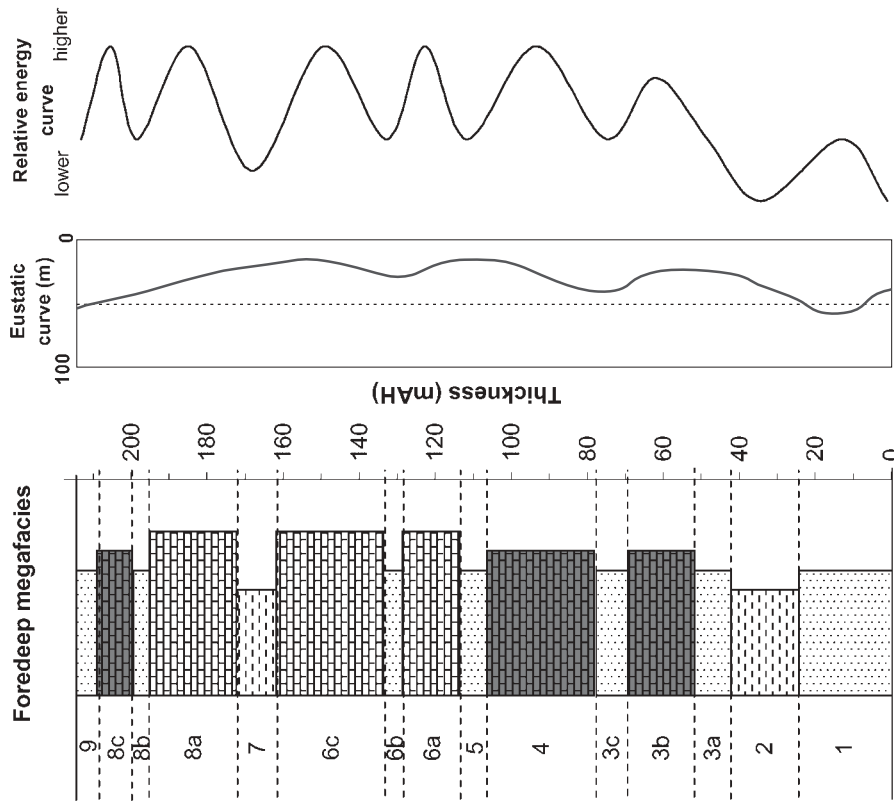 Foredeep megafacies
9
8c
8b
8a
7
6c
6b
6a
5
4
3c
3b
3a
2
1
200
180
160
140
120
100
80
60
40
20
0
Thickness (mAH)
Eustatic
curve (m)
100
0
Relative energy
curve
lower
higher